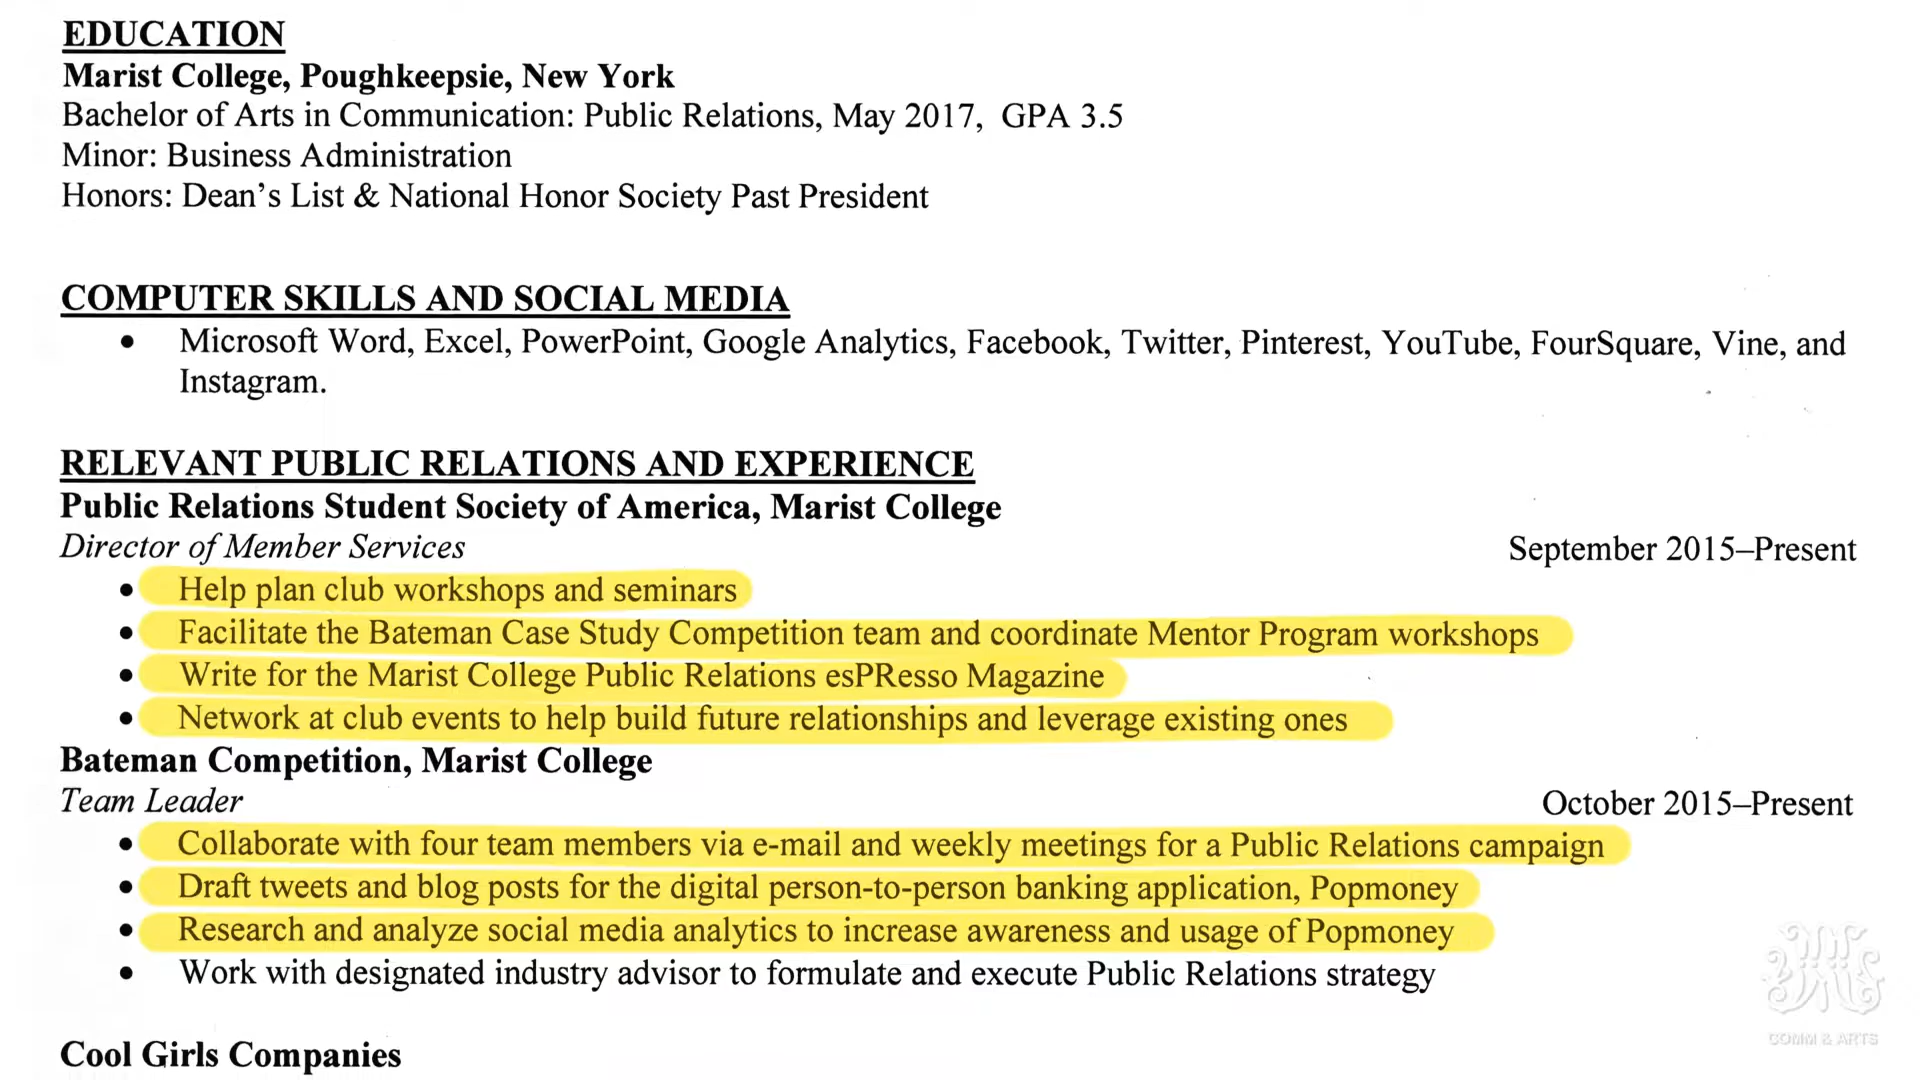 EDUCATION
Marist College, Poughkeepsie, New York
Bachelor of Arts in Communication: Public Relations, May 2017,  GPA 3.5
Minor: Business Administration
Honors: Dean’s List & National Honor Society Past President
COMPUTER SKILLS AND SOCIAL MEDIA
• Microsoft Word, Excel, PowerPoint, Google Analytics, Facebook, Twitter, Pinterest, YouTube, FourSquare, Vine, and
Instagram.
RELEVANT PUBLIC RELATIONS AND EXPERIENCE
Public Relations Student Society of America, Marist College
Director of Member Services September 2015–Present
• Help plan club workshops and seminars
• Facilitate the Bateman Case Study Competition team and coordinate Mentor Program workshops
• Write for the Marist College Public Relations esPResso Magazine
• Network at club events to help build future relationships and leverage existing ones
Bateman Competition, Marist College
Team Leader October 2015–Present
• Collaborate with four team members via e-mail and weekly meetings for a Public Relations campaign
• Draft tweets and blog posts for the digital person-to-person banking application, Popmoney
• Research and analyze social media analytics to increase awareness and usage of Popmoney
• Work with designated industry advisor to formulate and execute Public Relations strategy
Cool Girls Companies
COMM & ARTS